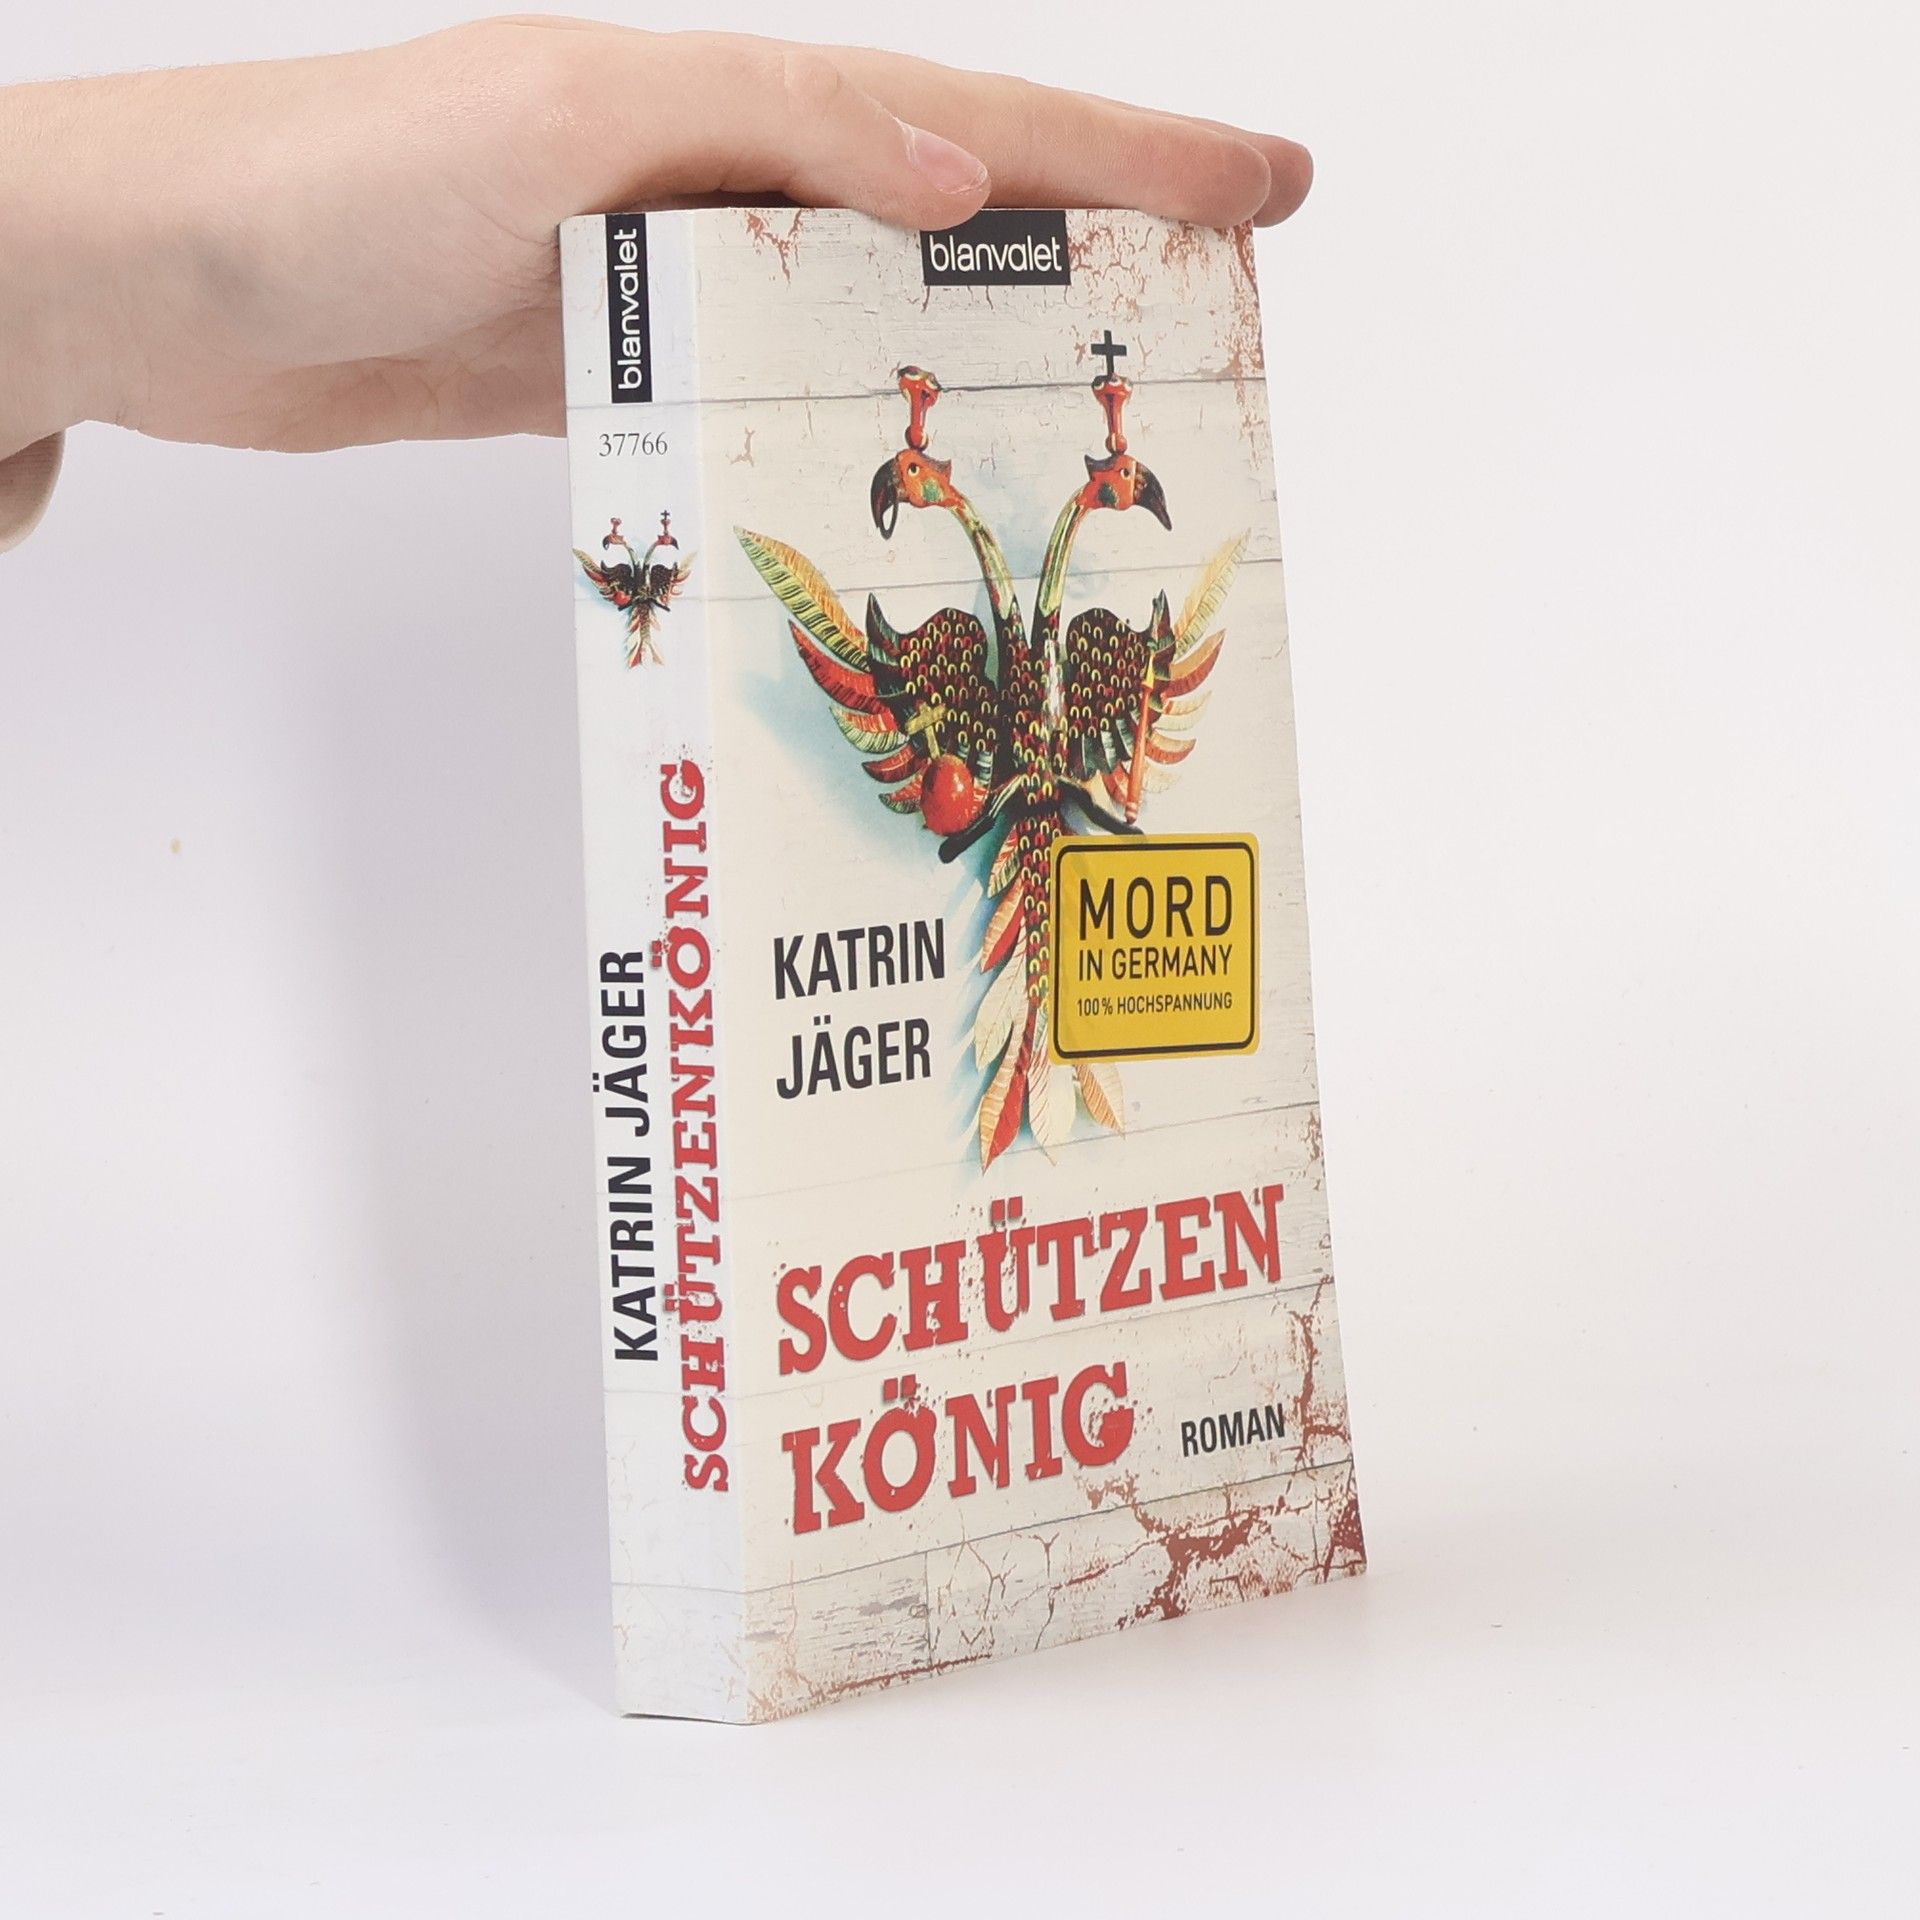 blanvalet
37766
KATRIN JÄGER
SCHÜTZENKÖNIG
blanvalet
MORD
IN GERMANY
100% HOCHSPANNUNG
KATRIN
JÄGER
SCHÜTZEN
KÖNIG
ROMAN